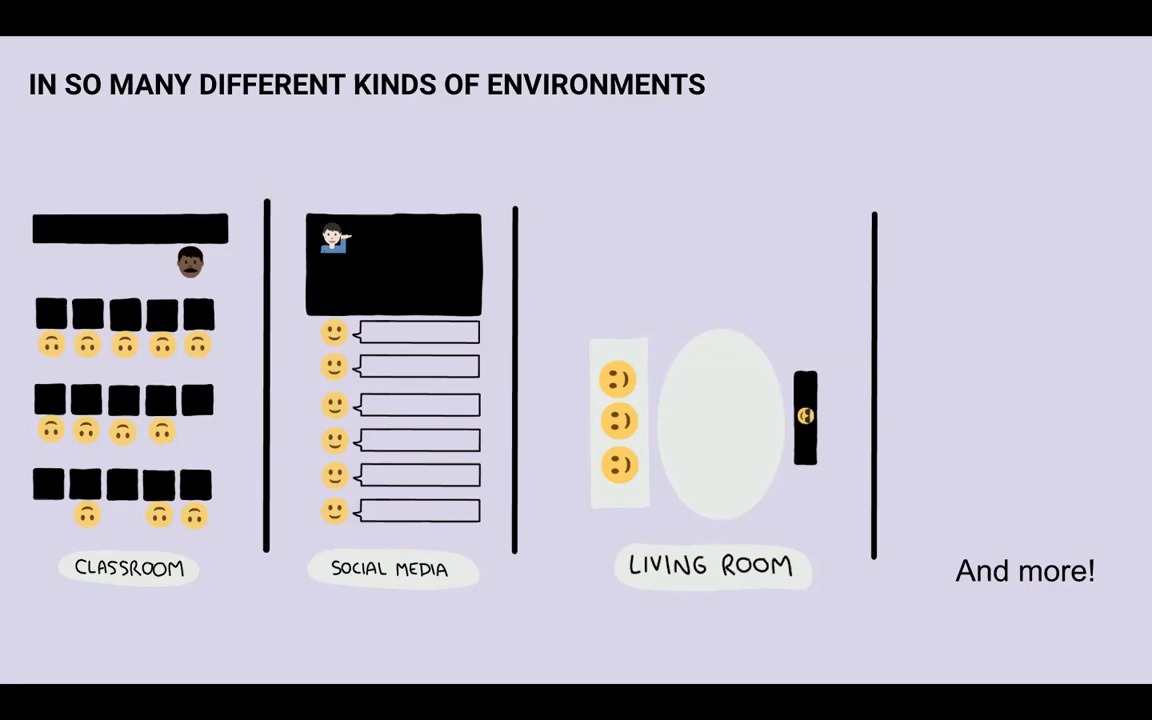 IN SO MANY DIFFERENT KINDS OF ENVIRONMENTS
CLASSROOM
SOCIAL MEDIA
LIVING ROOM
And more!